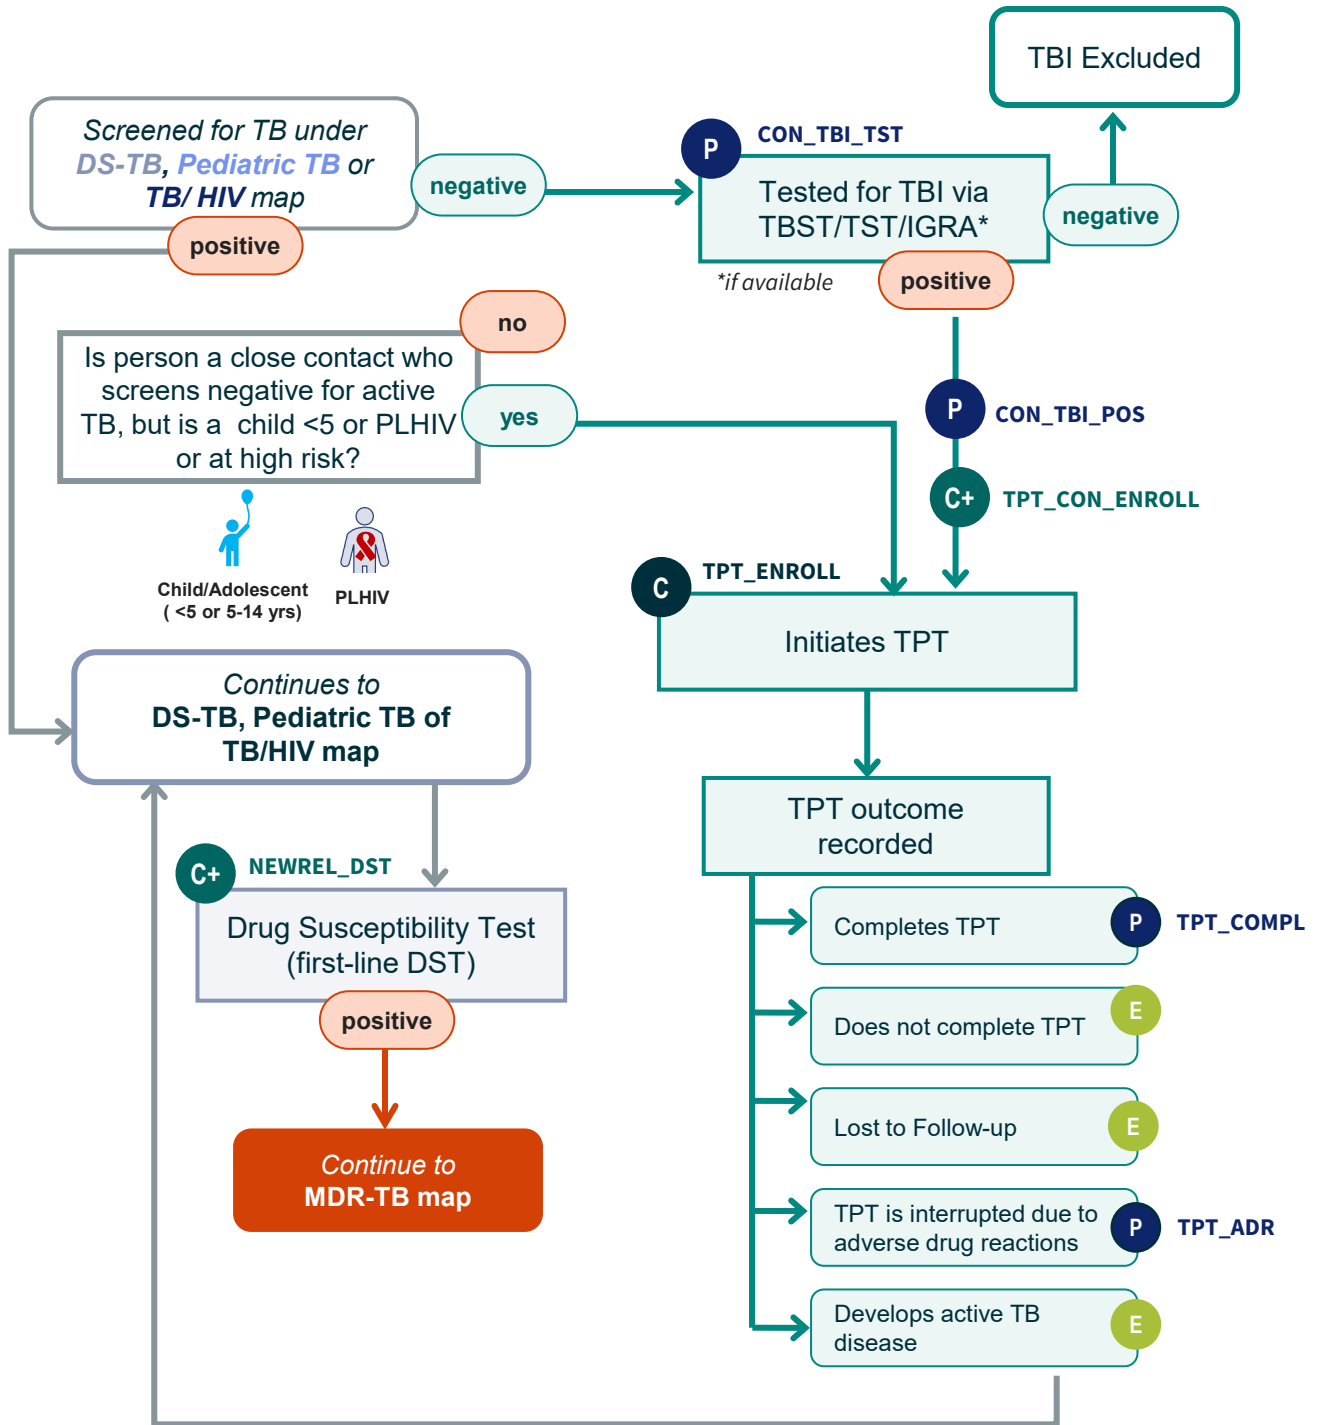 TBI Excluded
Screened for TB under
DS-TB, Pediatric TB or
TB/ HIV map
negative
positive
P
CON_TBI_TST
Tested for TBI via
TBST/TST/IGRA*
negative
*if available
positive
no
Is person a close contact who
screens negative for active
TB, but is a child <5 or PLHIV
or at high risk?
yes
P
CON_TBI_POS
C+
TPT_CON_ENROLL
Child/Adolescent
( <5 or 5-14 yrs)
PLHIV
C
TPT_ENROLL
Initiates TPT
Continues to
DS-TB, Pediatric TB of
TB/HIV map
TPT outcome
recorded
C+
NEWREL_DST
Drug Susceptibility Test
(first-line DST)
positive
Continue to
MDR-TB map
Completes TPT
P
TPT_COMPL
Does not complete TPT
E
Lost to Follow-up
E
TPT is interrupted due to
adverse drug reactions
P
TPT_ADR
Develops active TB
disease
E